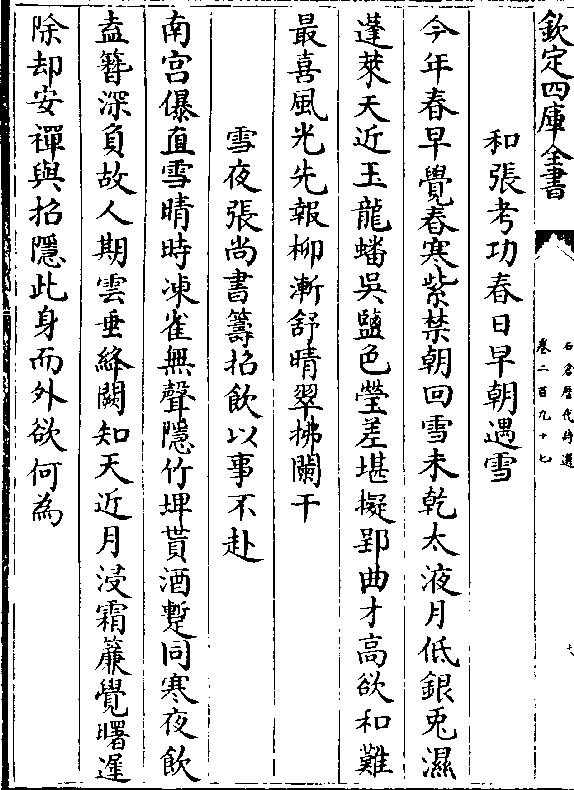 欽定四庫全書
石倉歷代詩選
卷二百九十七
七
和張考功春日早朝遇雪
今年春早覺春寒紫禁朝回雪未乾太液月低銀兎濕
蓬萊天近玉龍蟠吳鹽色瑩差堪擬郢曲才高欲和難
最喜風光先報柳漸舒晴翠拂闌干
雪夜張尚書籌招飲以事不赴
南宫儤直雪晴時凍雀無聲隱竹埤貰酒蹔同寒夜飲
盍簪深負故人期雲垂絳闕知天近月浸霜簾覺曙遲
除却安禪與招隱此身而外欲何為